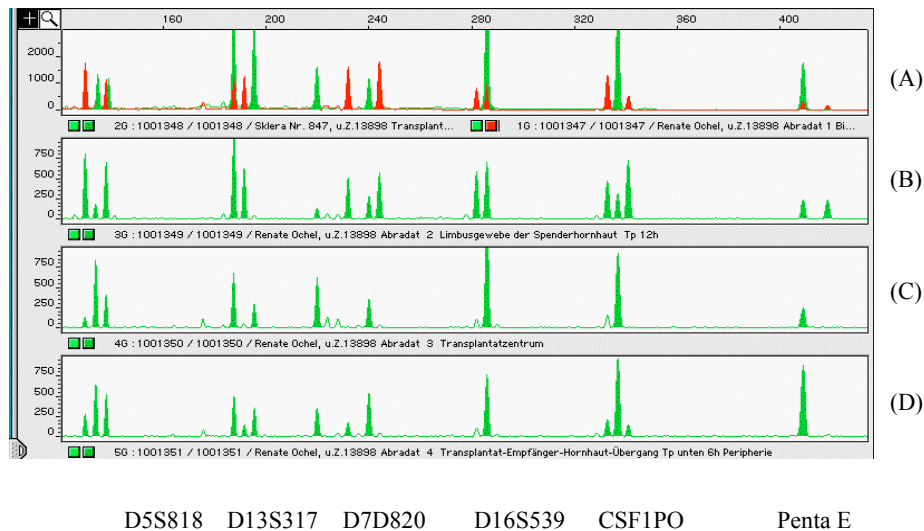 160 200 240 280 320 360 400
2000
1000
0
(A)
2G : 1001348 / 1001348 / Sklera Nr. 847, u.Z.13898 Transplant... 1G : 1001347 / 1001347 / Renate Ochel, u.Z.13898 Abradat 1 Bi...
750
500
250
0
(B)
3G : 1001349 / 1001349 / Renate Ochel, u.Z.13898 Abradat 2 Limbusgewebe der Spenderhornhaut Tp 12h
750
500
250
0
(C)
4G : 1001350 / 1001350 / Renate Ochel, u.Z.13898 Abradat 3 Transplantatzentrum
750
500
250
0
(D)
5G : 1001351 / 1001351 / Renate Ochel, u.Z.13898 Abradat 4 Transplantat-Empfänger-Hornhaut-Übergang Tp unten 6h Peripherie
D5S818 D13S317 D7D820 D16S539 CSF1PO Penta E